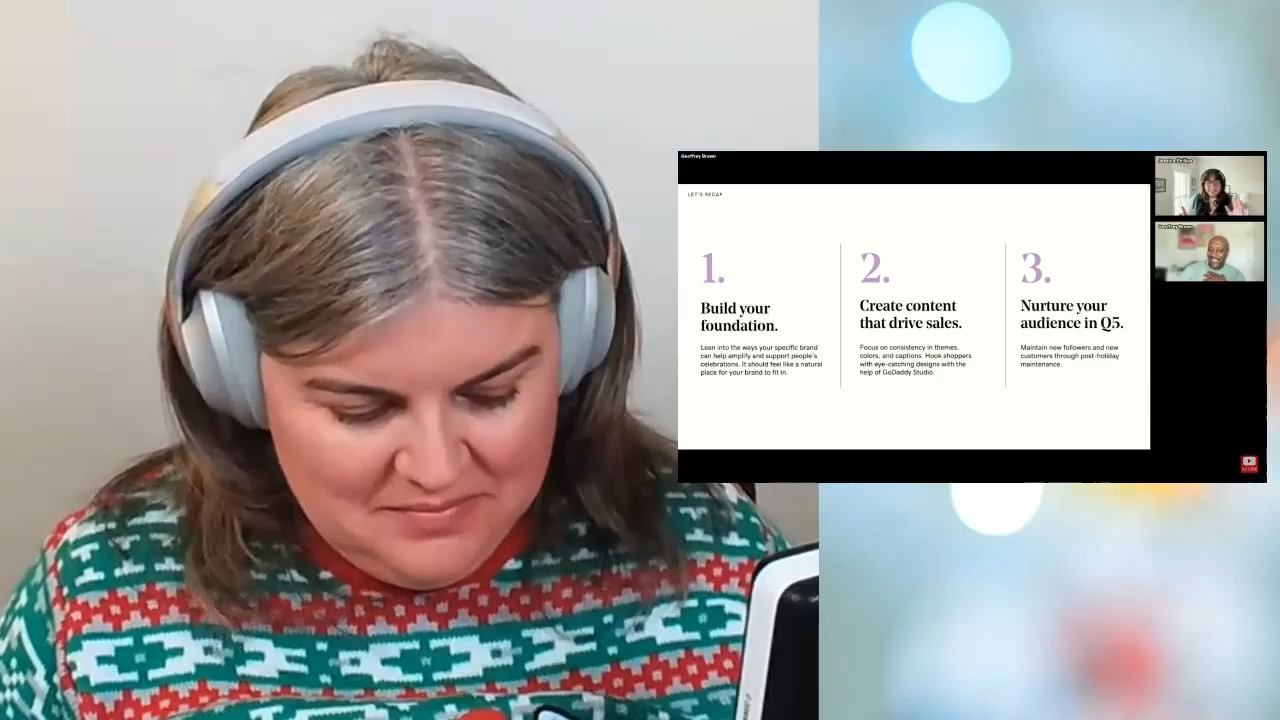 Geoffrey Brown
LET'S RECAP
1.
Build your
foundation.
Lean into the ways your specific brand
can help amplify and support people's
celebrations. It should feel like a natural
place for your brand to fit in.
2.
Create content
that drive sales.
Focus on consistency in themes,
colors, and captions. Hook shoppers
with eye-catching designs with the
help of GoDaddy Studio.
3.
Nurture your
audience in Q5.
Maintain new followers and new
customers through post-holiday
maintenance.
Geoffrey Brown